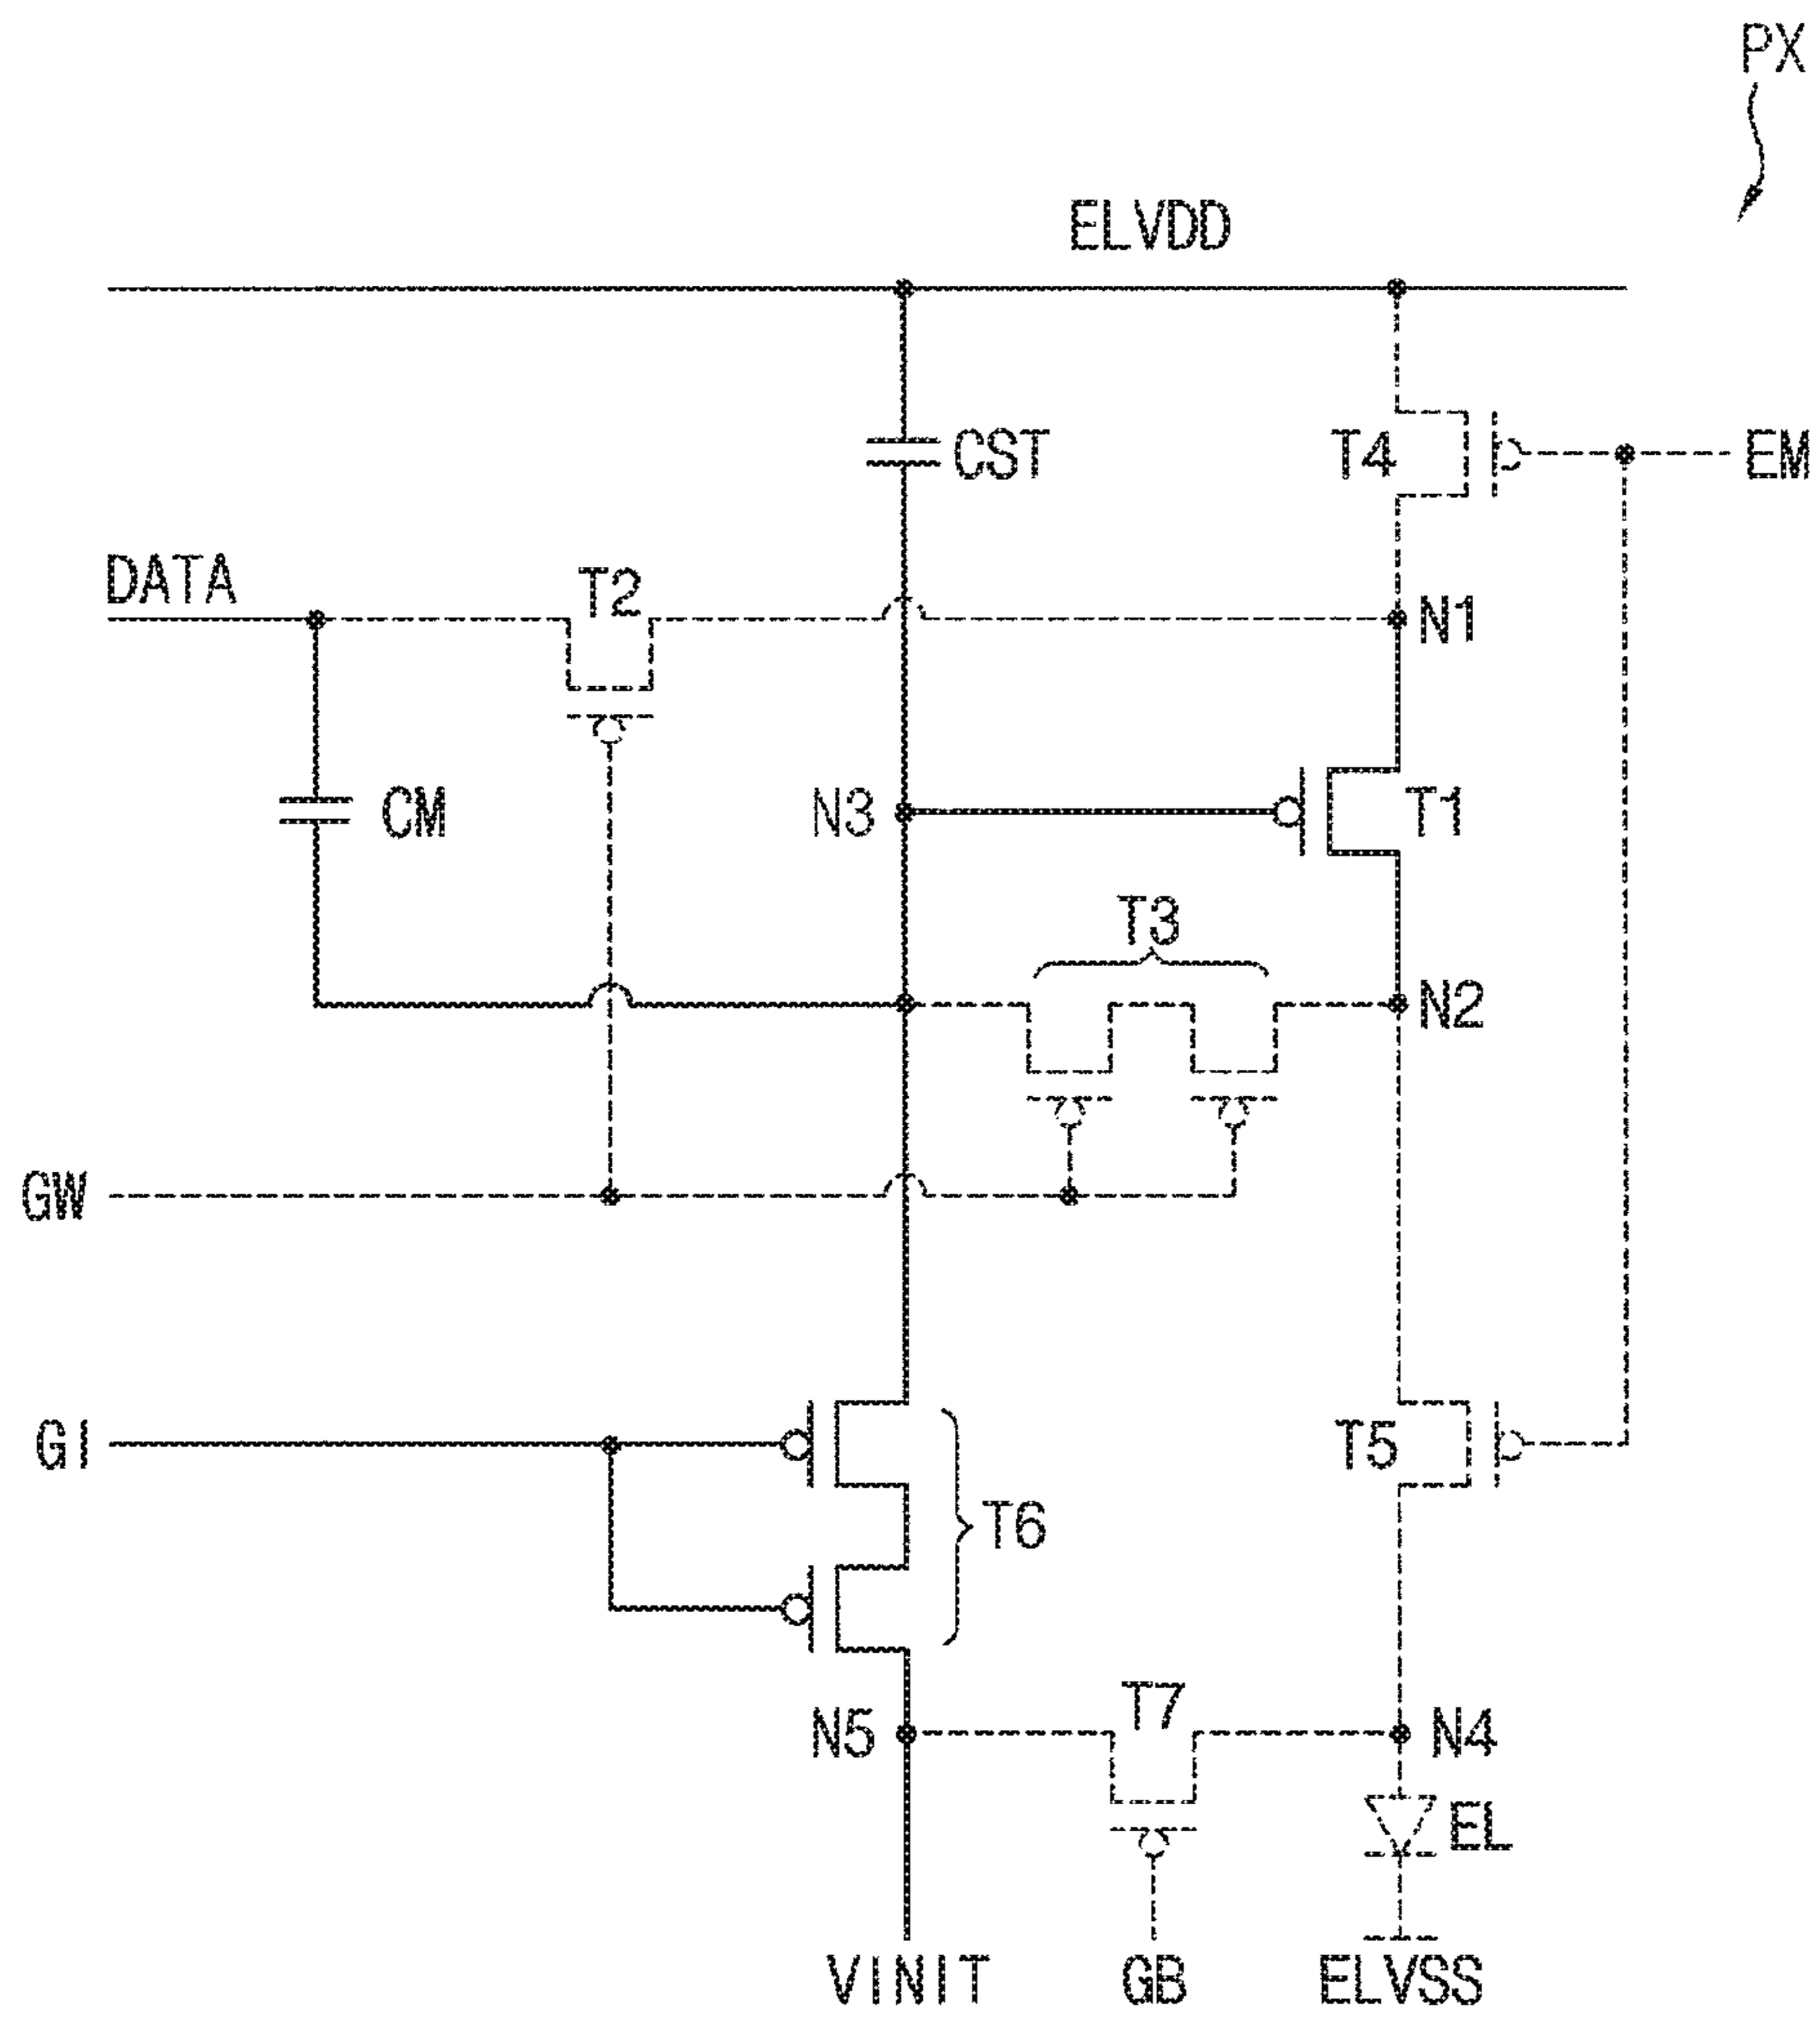 PX
ELVDD
CST
T4
EM
DATA
T2
N1
CM
N3
T1
T3
N2
GW
GI
T5
T6
N5
T7
N4
EL
VINIT
GB
ELVSS